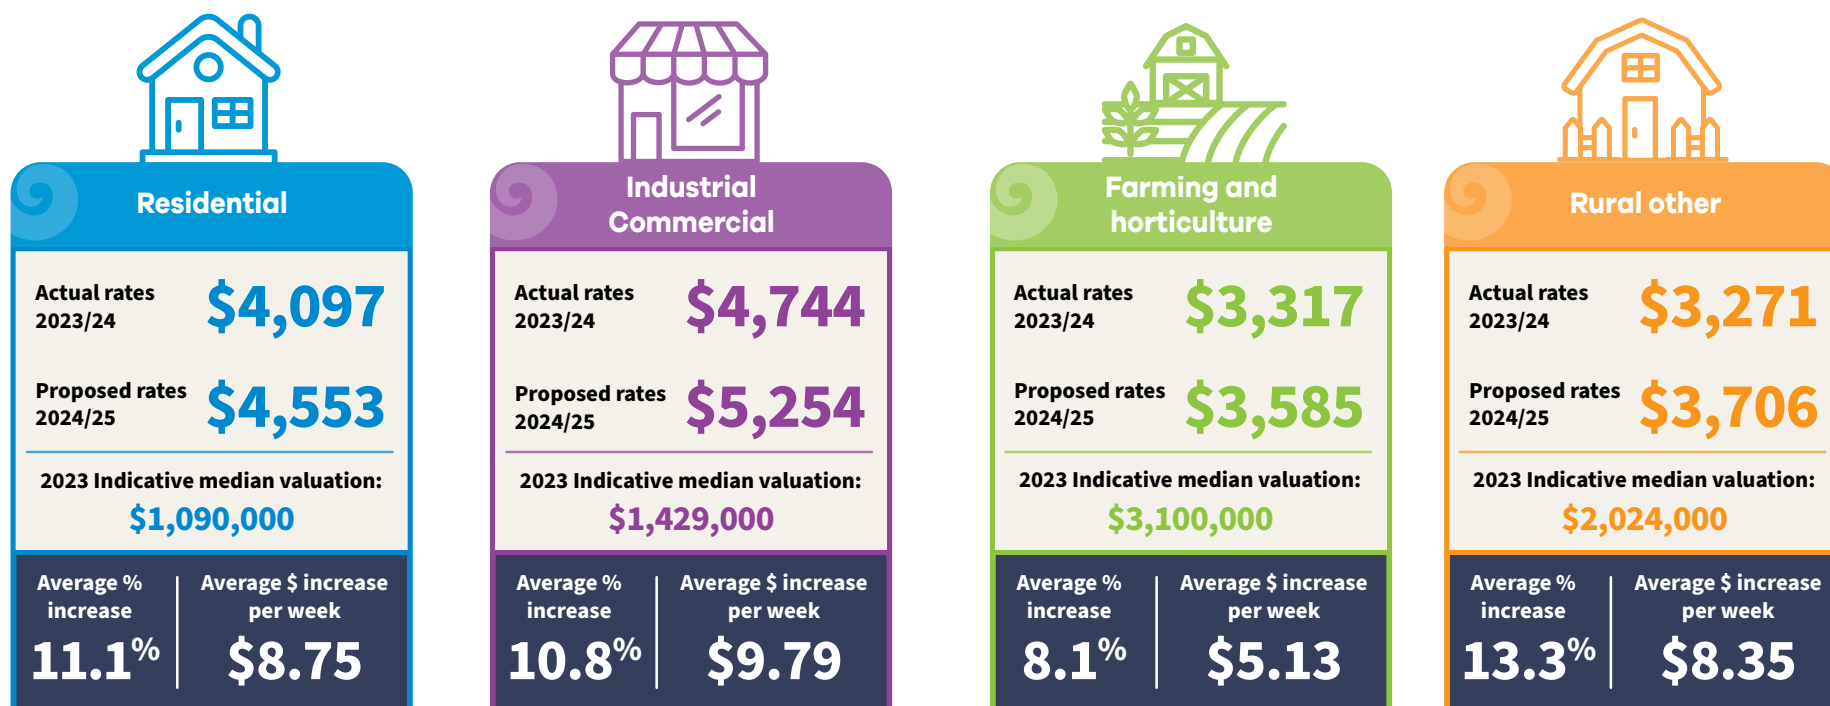 Residential
Actual rates
2023/24
$4,097
Proposed rates
2024/25
$4,553
2023 Indicative median valuation:
$1,090,000
Average %
increase
11.1%
Average $ increase
per week
$8.75
Industrial
Commercial
Actual rates
2023/24
$4,744
Proposed rates
2024/25
$5,254
2023 Indicative median valuation:
$1,429,000
Average %
increase
10.8%
Average $ increase
per week
$9.79
Farming and
horticulture
Actual rates
2023/24
$3,317
Proposed rates
2024/25
$3,585
2023 Indicative median valuation:
$3,100,000
Average %
increase
8.1%
Average $ increase
per week
$5.13
Rural other
Actual rates
2023/24
$3,271
Proposed rates
2024/25
$3,706
2023 Indicative median valuation:
$2,024,000
Average %
increase
13.3%
Average $ increase
per week
$8.35